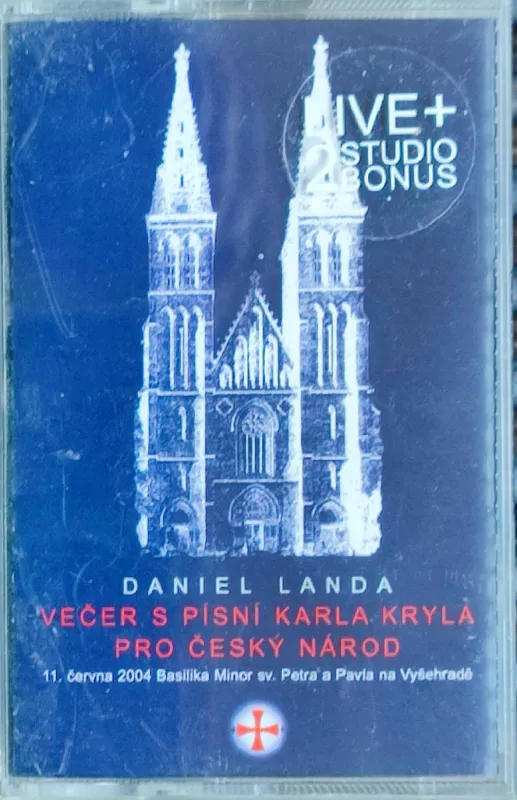 LIVE+
2 STUDIO
BONUS
DANIEL LANDA
VEČER S PÍSNÍ KARLA KRYLA
PRO ČESKÝ NÁROD
11. června 2004 Basilika Minor sv. Petra a Pavla na Vyšehradě